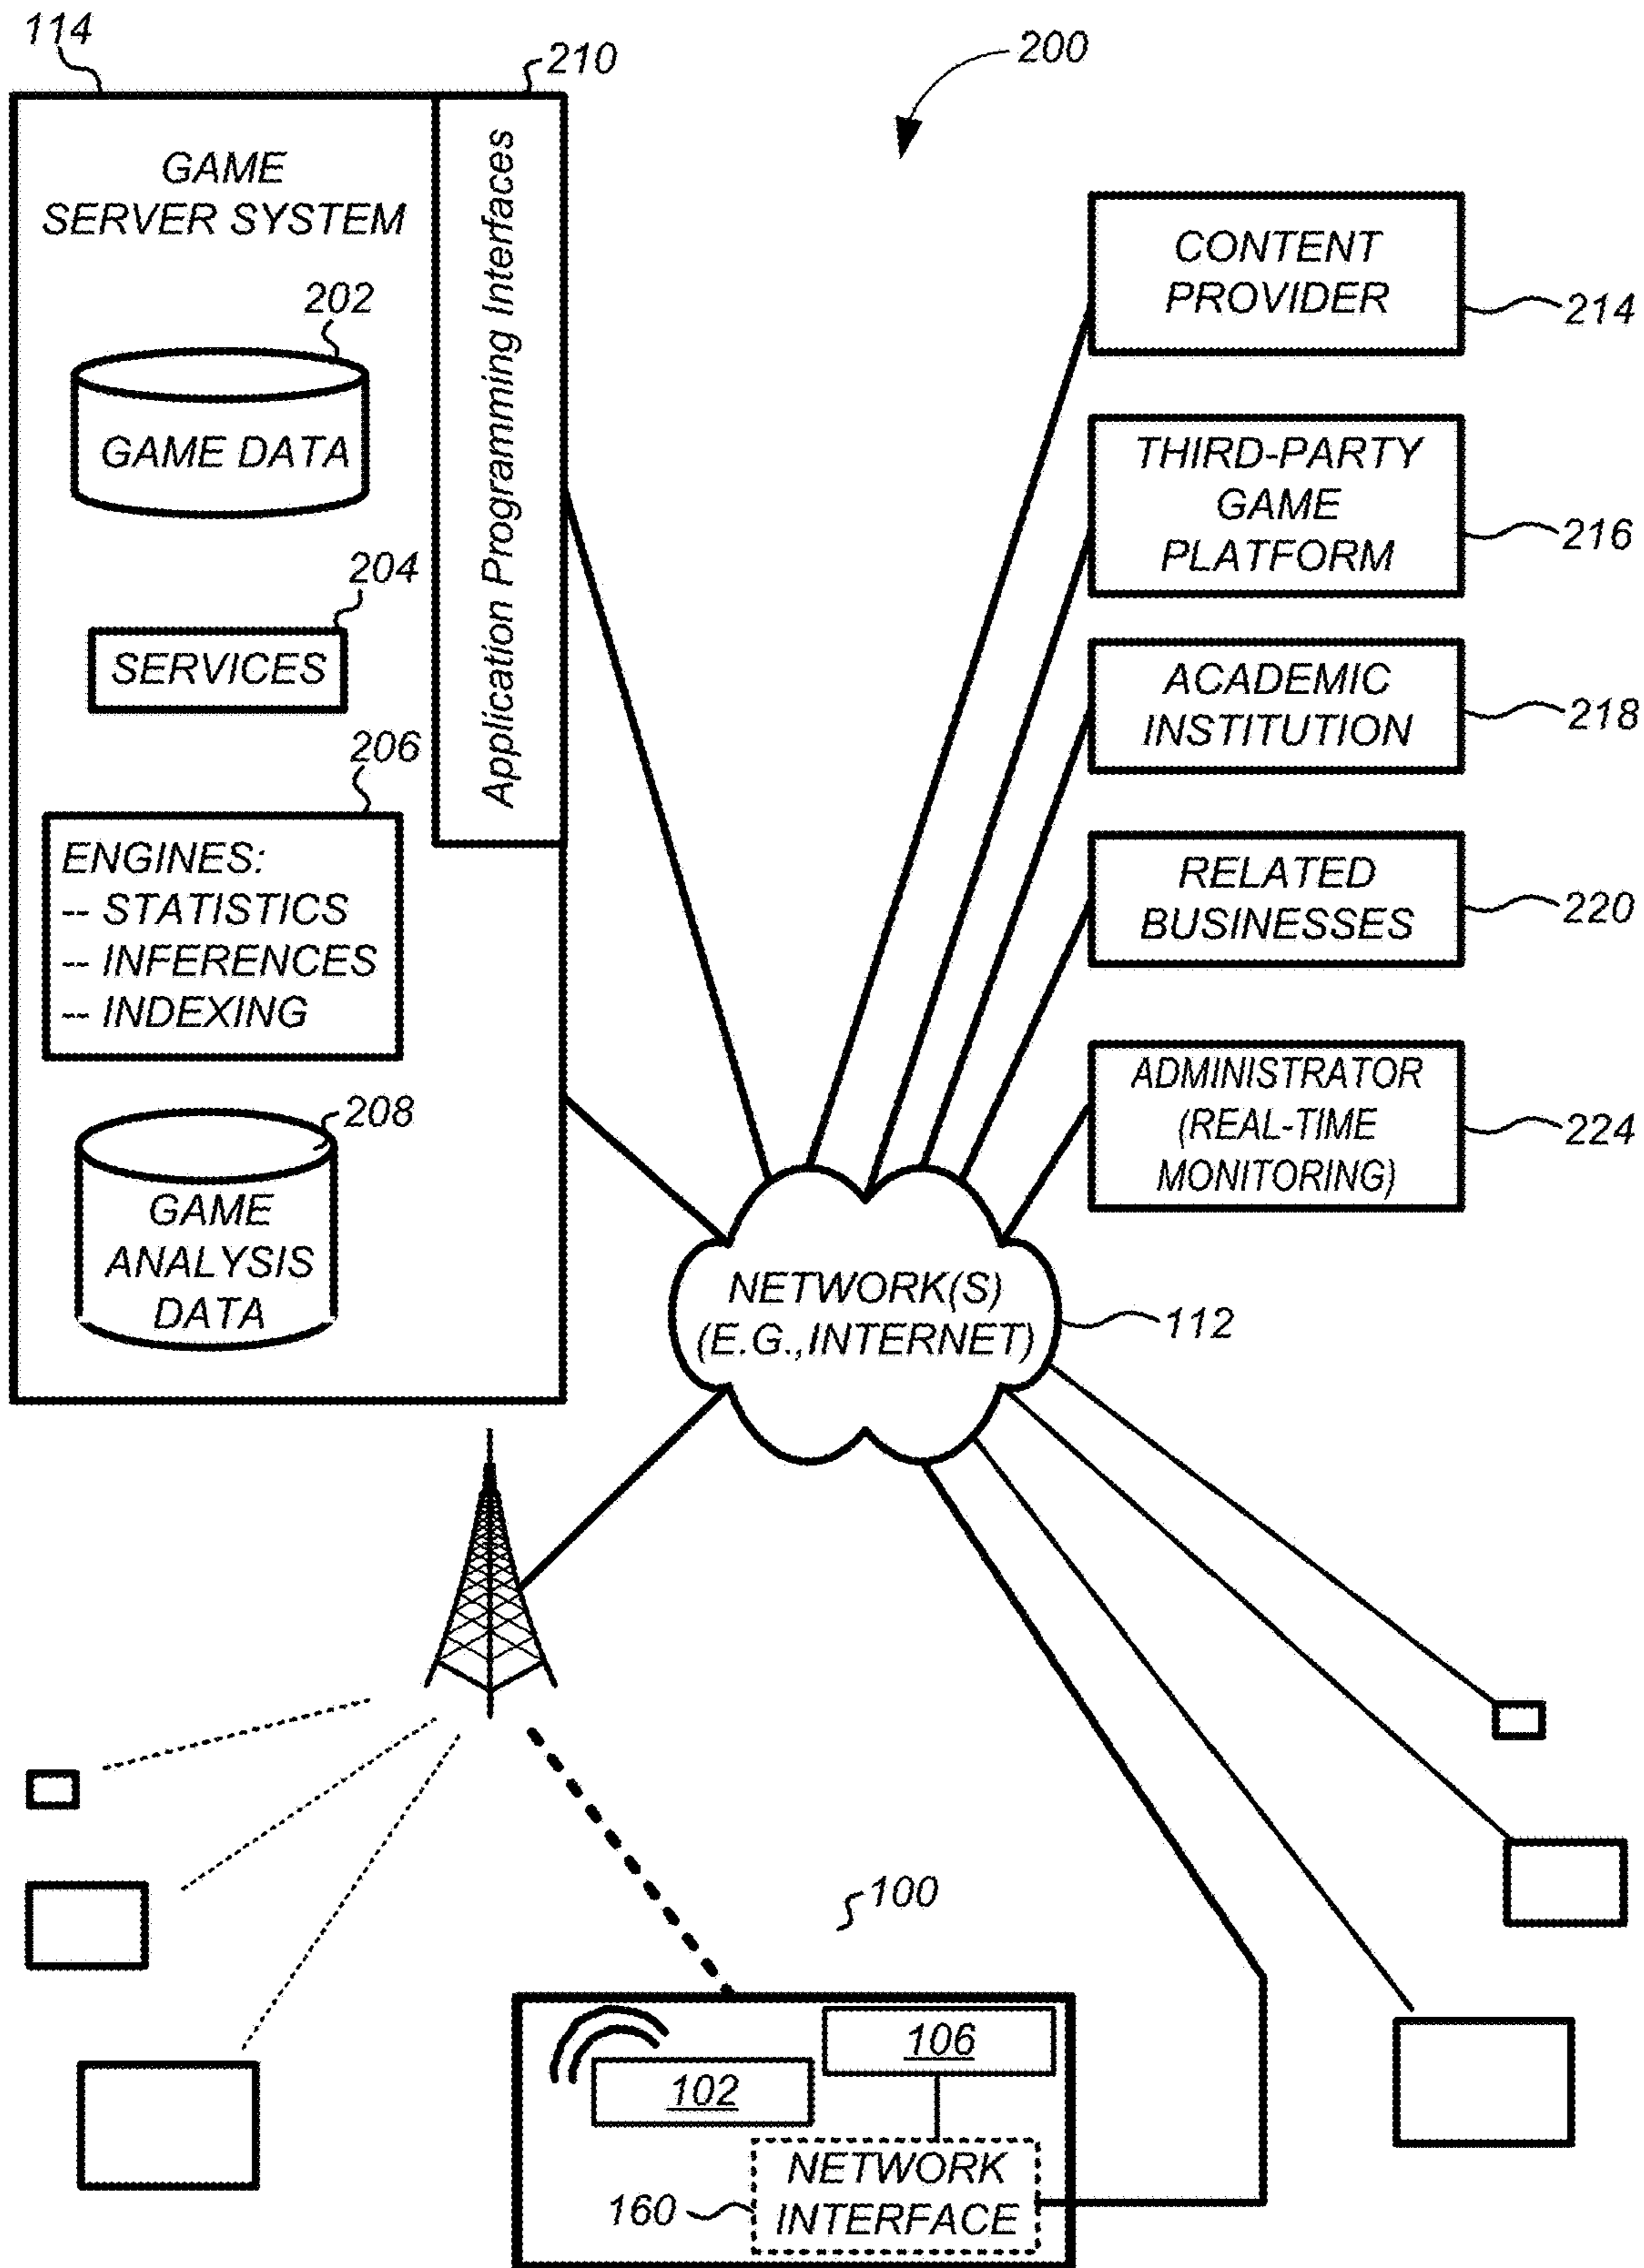 114
210
200
GAME
SERVER SYSTEM
Application Programming Interfaces
202
GAME DATA
204
SERVICES
206
ENGINES:
-- STATISTICS
-- INFERENCES
-- INDEXING
208
GAME
ANALYSIS
DATA
CONTENT
PROVIDER
214
THIRD-PARTY
GAME
PLATFORM
216
ACADEMIC
INSTITUTION
218
RELATED
BUSINESSES
220
ADMINISTRATOR
(REAL-TIME
MONITORING)
224
NETWORK(S)
(E.G.,INTERNET)
112
100
106
102
NETWORK
INTERFACE
160